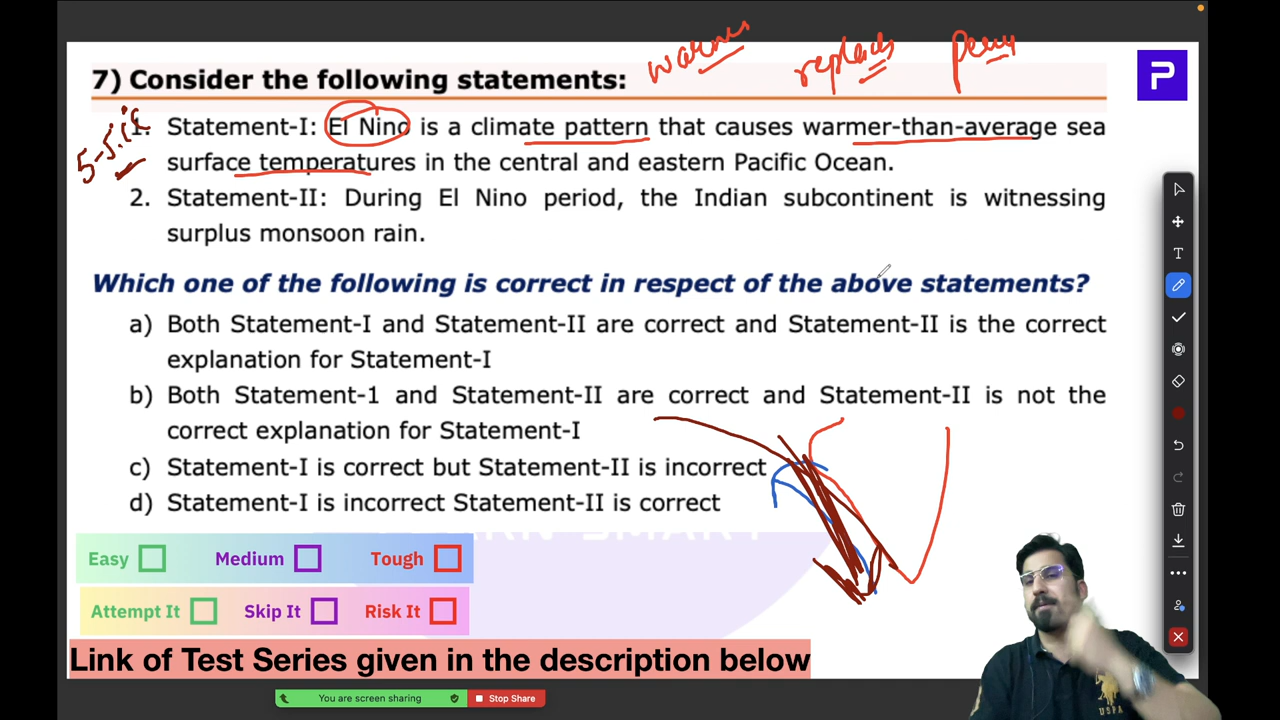 warmes replaces Peru
7) Consider the following statements:
1. Statement-I: El Nino is a climate pattern that causes warmer-than-average sea
surface temperatures in the central and eastern Pacific Ocean.
2. Statement-II: During El Nino period, the Indian subcontinent is witnessing
surplus monsoon rain.
Which one of the following is correct in respect of the above statements?
a) Both Statement-I and Statement-II are correct and Statement-II is the correct
explanation for Statement-I
b) Both Statement-1 and Statement-II are correct and Statement-II is not the
correct explanation for Statement-I
c) Statement-I is correct but Statement-II is incorrect
d) Statement-I is incorrect Statement-II is correct
Easy Medium Tough
Attempt It Skip It Risk It
Link of Test Series given in the description below
You are screen sharing Stop Share